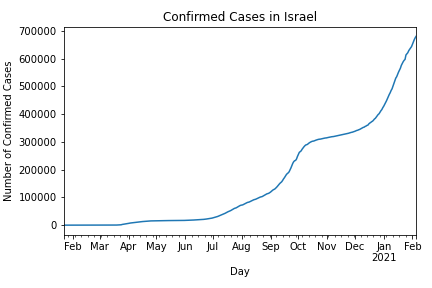 Confirmed Cases in Israel
Number of Confirmed Cases
700000
600000
500000
400000
300000
200000
100000
0
Feb Mar Apr May Jun Jul Aug Sep Oct Nov Dec Jan Feb
2021
Day